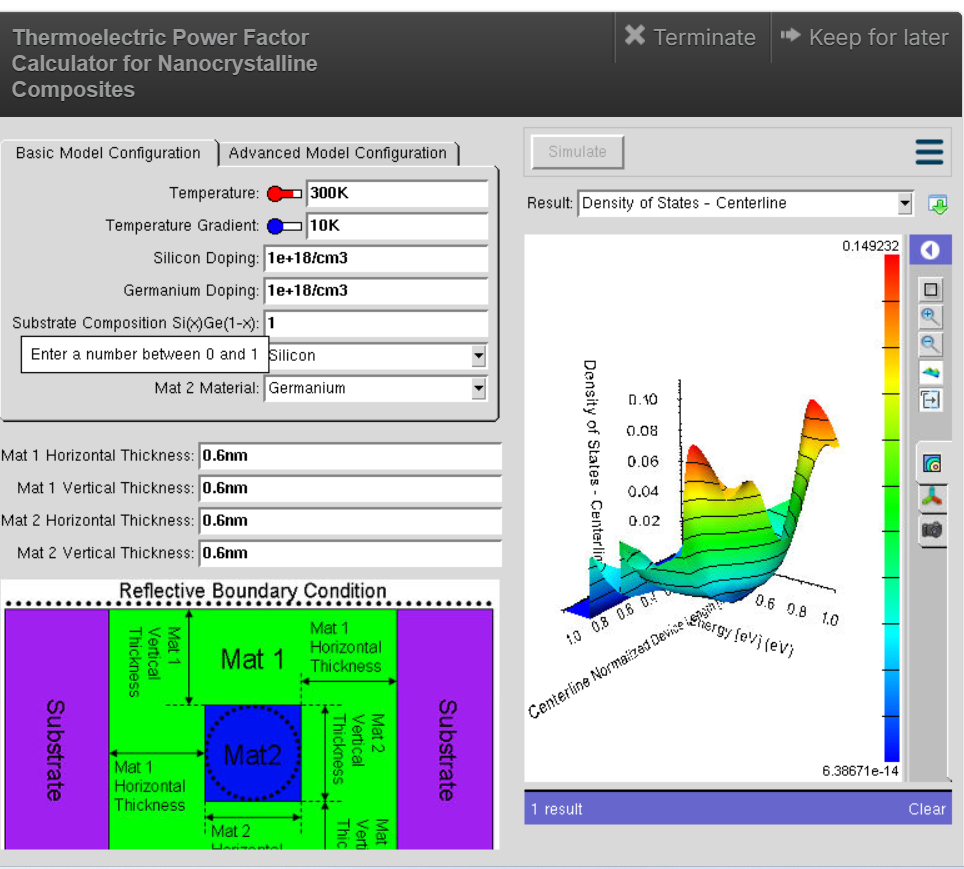 Thermoelectric Power Factor
Calculator for Nanocrystalline
Composites
Terminate
Keep for later
Basic Model Configuration
Advanced Model Configuration
Temperature: 300K
Temperature Gradient: 10K
Silicon Doping: 1e+18/cm3
Germanium Doping: 1e+18/cm3
Substrate Composition Si(x)Ge(1-x): 1
Enter a number between 0 and 1
Silicon
Mat 2 Material: Germanium
Mat 1 Horizontal Thickness: 0.6nm
Mat 1 Vertical Thickness: 0.6nm
Mat 2 Horizontal Thickness: 0.6nm
Mat 2 Vertical Thickness: 0.6nm
Reflective Boundary Condition
Substrate
Mat 1
Vertical
Thickness
Mat 1
Mat 1
Horizontal
Thickness
Mat2
Mat 2
Vertical
Thickness
Substrate
Mat 1
Horizontal
Thickness
Mat 2
Horizontal
Mat
Verti
Thic
Simulate
Result: Density of States - Centerline
0.149232
Density of States - Centerlin
0.10
0.08
0.06
0.04
0.02
1.0 0.8 0.6 0.4
Centerline Normalized Device Length
0.6 0.8 1.0
Energy [eV] (eV)
6.38671e-14
1 result
Clear